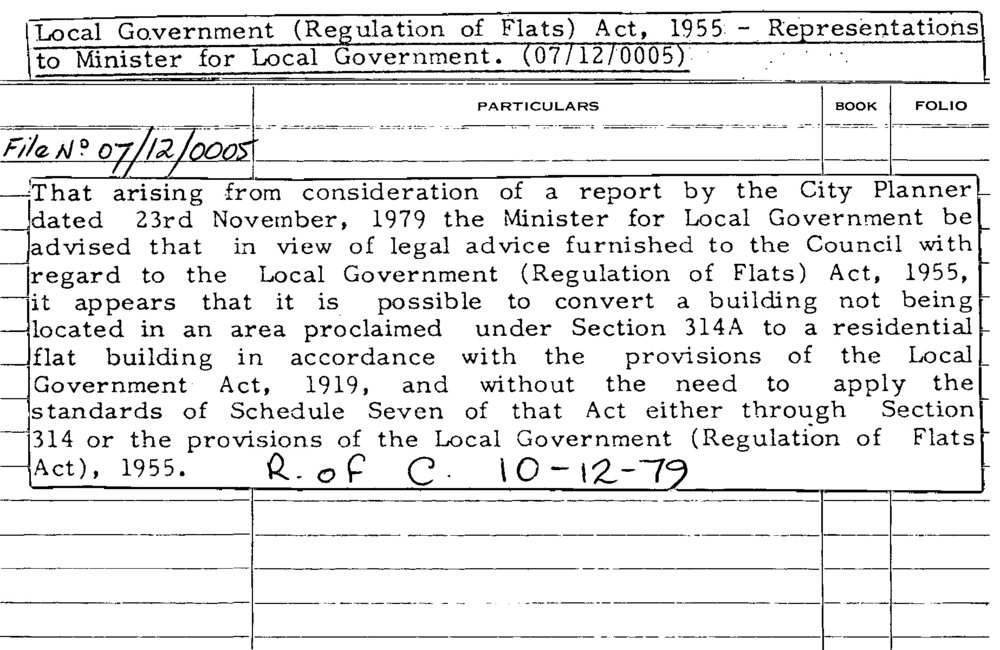 Local Government (Regulation of Flats) Act, 1955 - Representations
to Minister for Local Government. (07/12/0005)
PARTICULARS BOOK FOLIO
File Nº 07/12/0005
That arising from consideration of a report by the City Planner
dated 23rd November, 1979 the Minister for Local Government be
advised that in view of legal advice furnished to the Council with
regard to the Local Government (Regulation of Flats) Act, 1955,
it appears that it is possible to convert a building not being
located in an area proclaimed under Section 314A to a residential
flat building in accordance with the provisions of the Local
Government Act, 1919, and without the need to apply the
standards of Schedule Seven of that Act either through Section
314 or the provisions of the Local Government (Regulation of Flats
Act), 1955. R. of C. 10-12-79